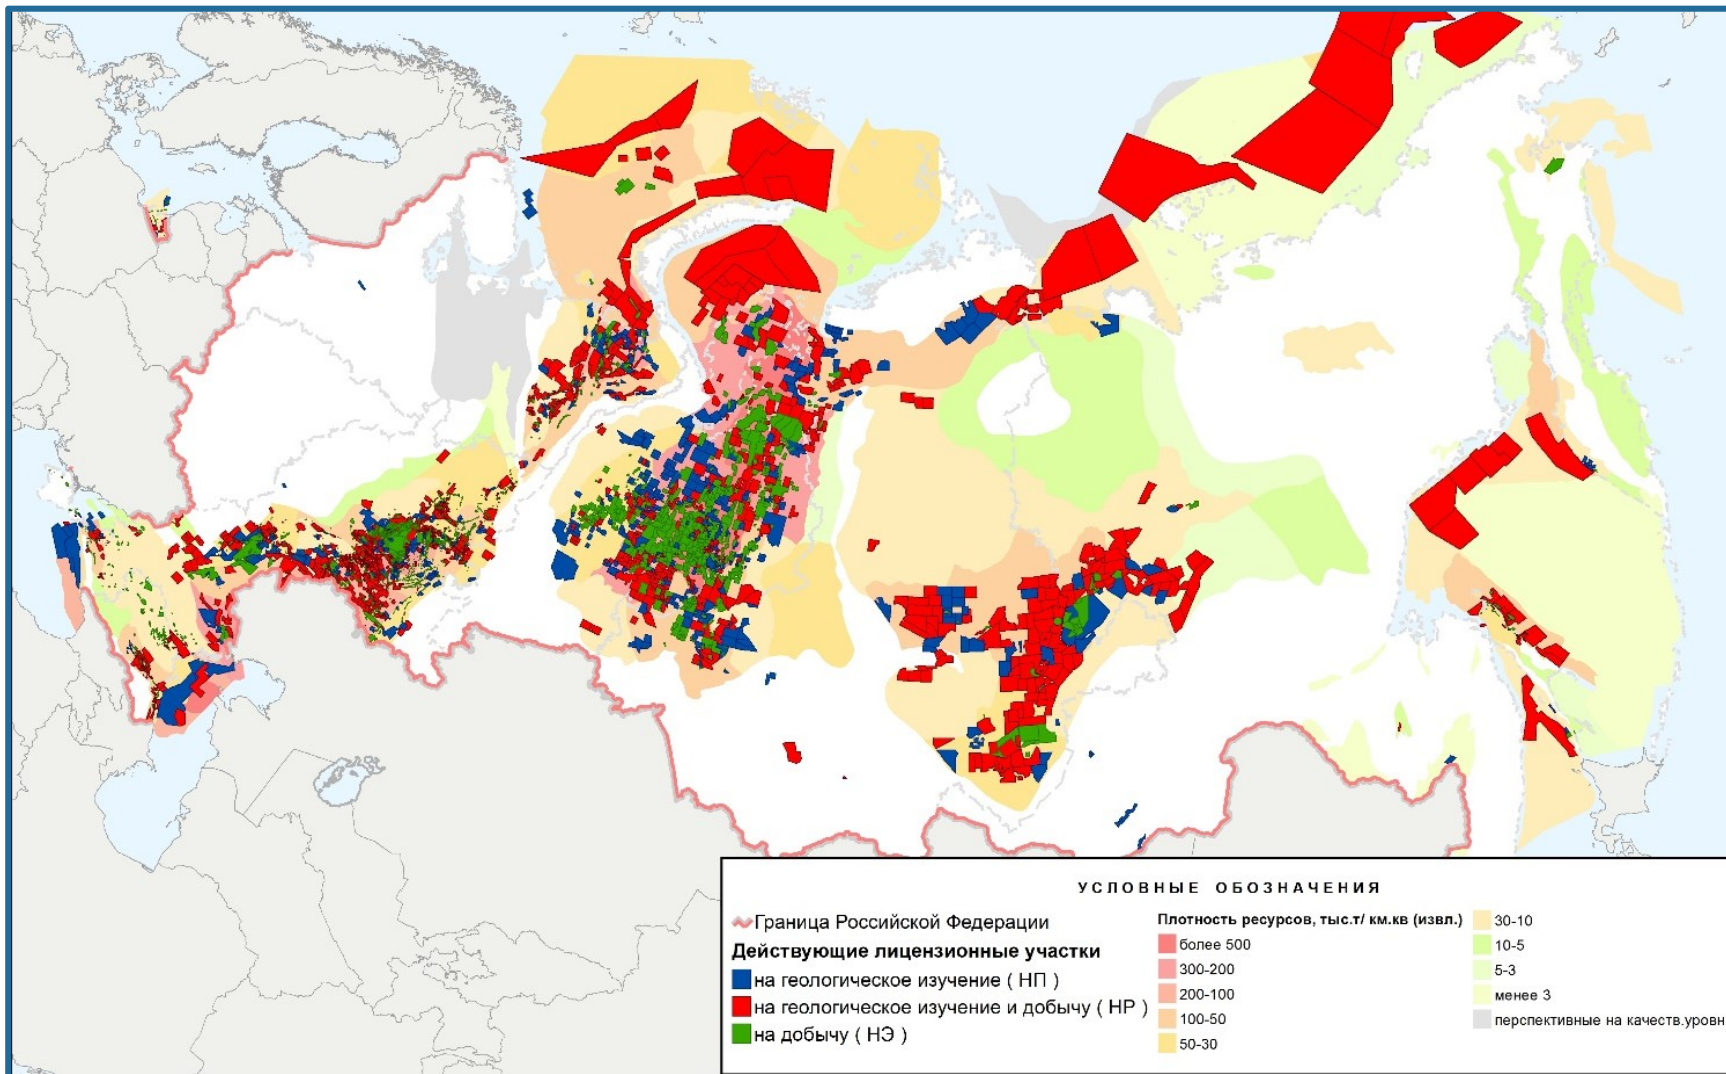 УСЛОВНЫЕ ОБОЗНАЧЕНИЯ
Граница Российской Федерации
Действующие лицензионные участки
на геологическое изучение ( НП )
на геологическое изучение и добычу ( НР )
на добычу ( НЭ )
Плотность ресурсов, тыс.т/ км.кв (извл.)
более 500
300-200
200-100
100-50
50-30
30-10
10-5
5-3
менее 3
перспективные на качеств.уровн